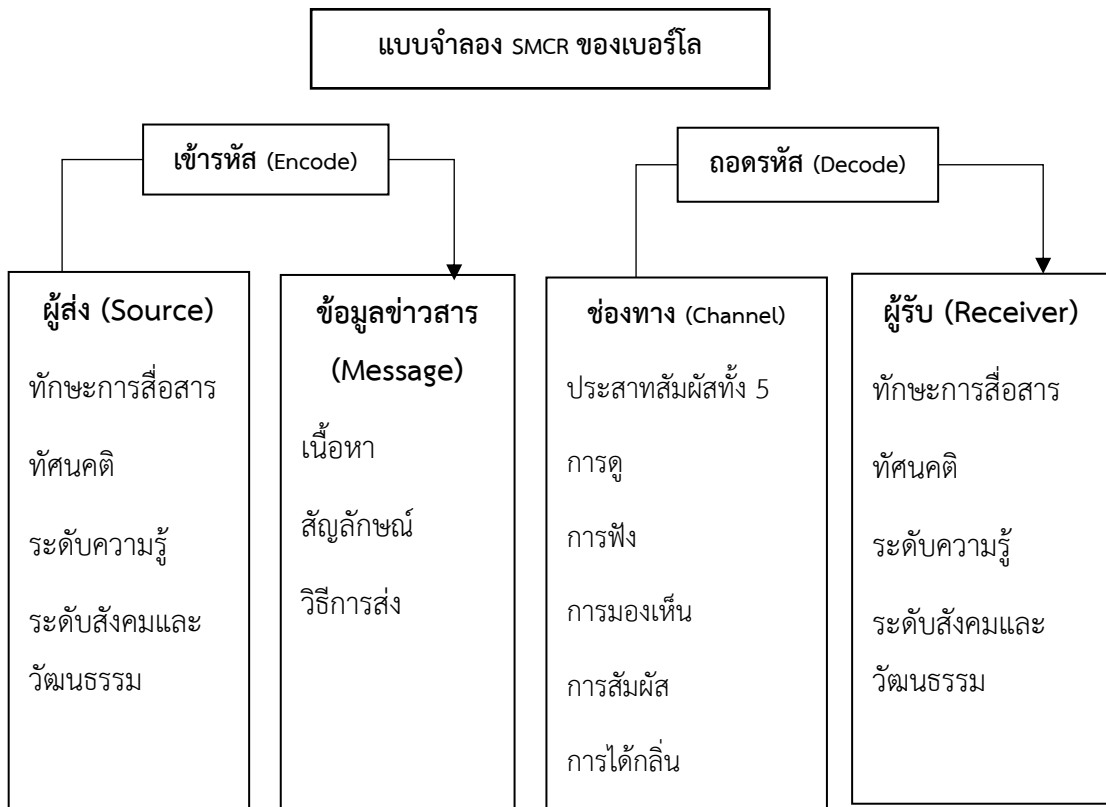 แบบจำลอง SMCR ของเบอร์โล
เข้ารหัส (Encode)
ถอดรหัส (Decode)
ผู้ส่ง (Source)
ทักษะการสื่อสาร
ทัศนคติ
ระดับความรู้
ระดับสังคมและ
วัฒนธรรม
ข้อมูลข่าวสาร
(Message)
เนื้อหา
สัญลักษณ์
วิธีการส่ง
ช่องทาง (Channel)
ประสาทสัมผัสทั้ง 5
การดู
การฟัง
การมองเห็น
การสัมผัส
การได้กลิ่น
ผู้รับ (Receiver)
ทักษะการสื่อสาร
ทัศนคติ
ระดับความรู้
ระดับสังคมและ
วัฒนธรรม